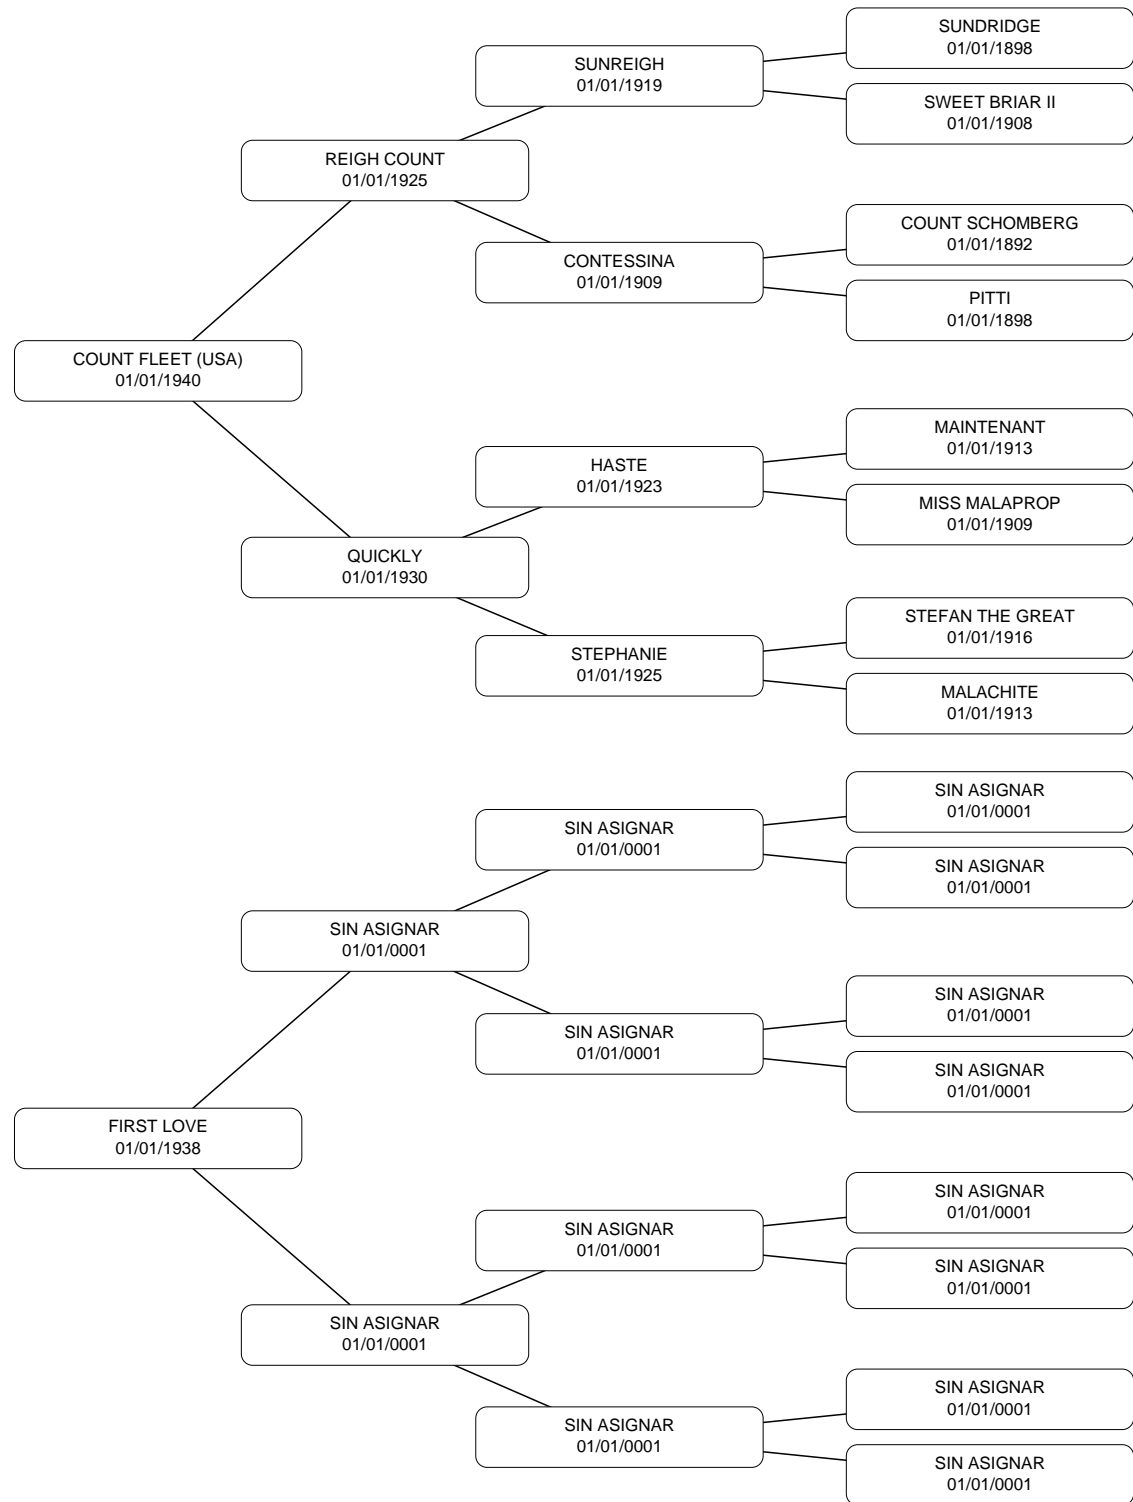 SUNDRIDGE
01/01/1898
SUNREIGH
01/01/1919
SWEET BRIAR II
01/01/1908
REIGH COUNT
01/01/1925
COUNT SCHOMBERG
01/01/1892
CONTESSINA
01/01/1909
PITTI
01/01/1898
COUNT FLEET (USA)
01/01/1940
MAINTENANT
01/01/1913
HASTE
01/01/1923
MISS MALAPROP
01/01/1909
QUICKLY
01/01/1930
STEFAN THE GREAT
01/01/1916
STEPHANIE
01/01/1925
MALACHITE
01/01/1913
SIN ASIGNAR
01/01/0001
SIN ASIGNAR
01/01/0001
SIN ASIGNAR
01/01/0001
SIN ASIGNAR
01/01/0001
SIN ASIGNAR
01/01/0001
SIN ASIGNAR
01/01/0001
SIN ASIGNAR
01/01/0001
FIRST LOVE
01/01/1938
SIN ASIGNAR
01/01/0001
SIN ASIGNAR
01/01/0001
SIN ASIGNAR
01/01/0001
SIN ASIGNAR
01/01/0001
SIN ASIGNAR
01/01/0001
SIN ASIGNAR
01/01/0001
SIN ASIGNAR
01/01/0001